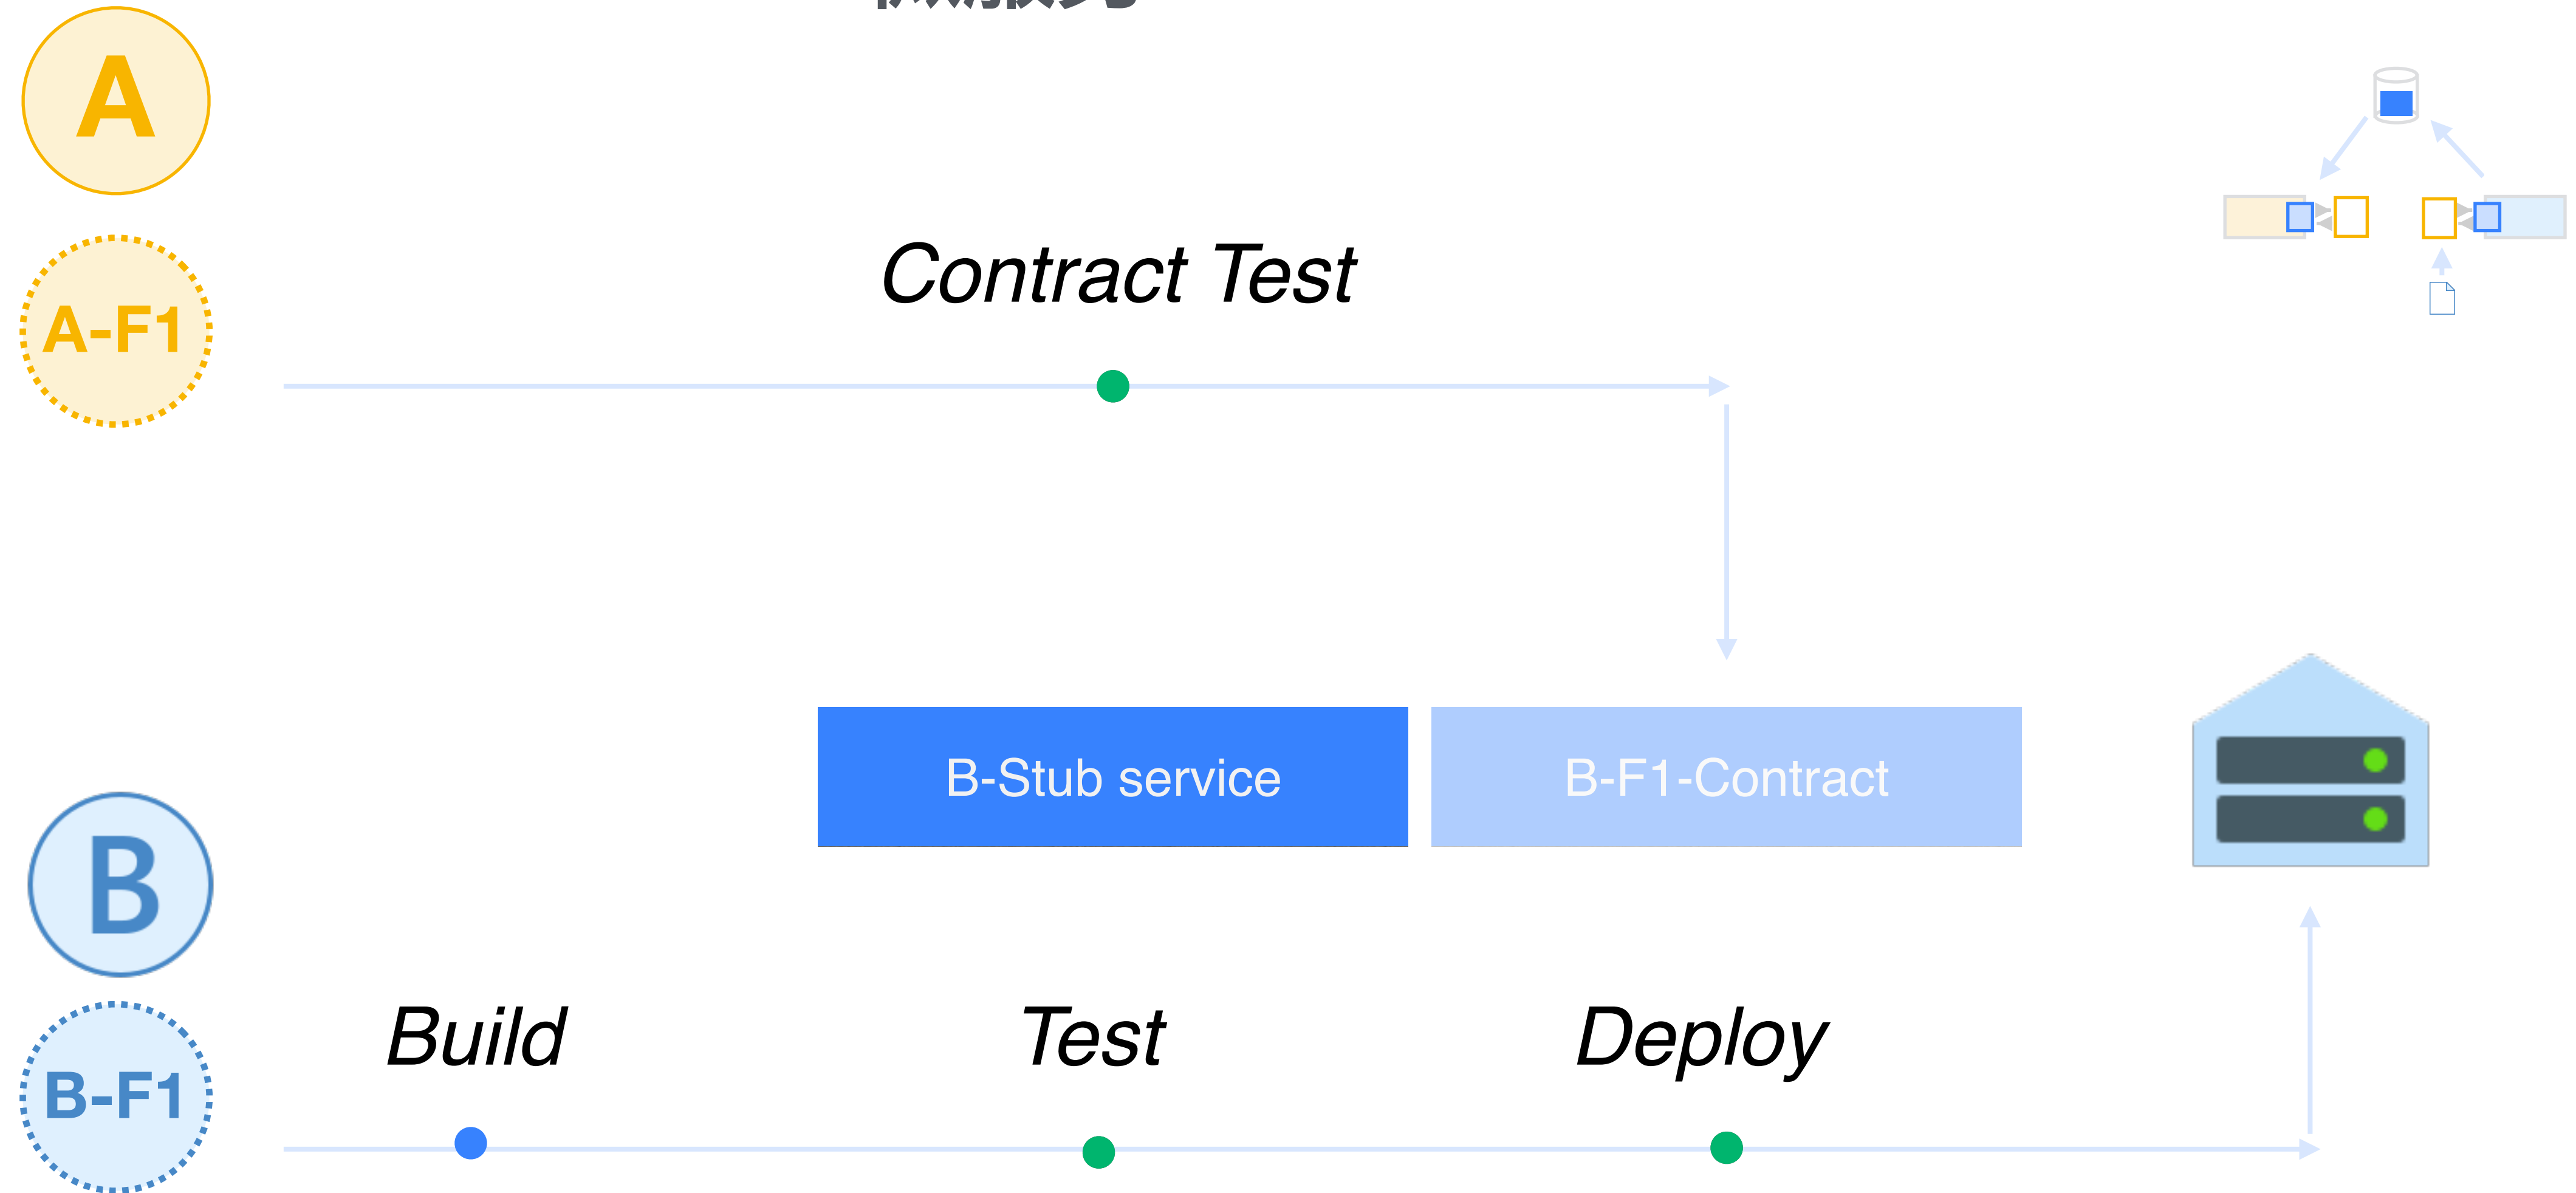 A
A-F1
Contract Test
B-Stub service
B-F1-Contract
B
B-F1
Build
Test
Deploy